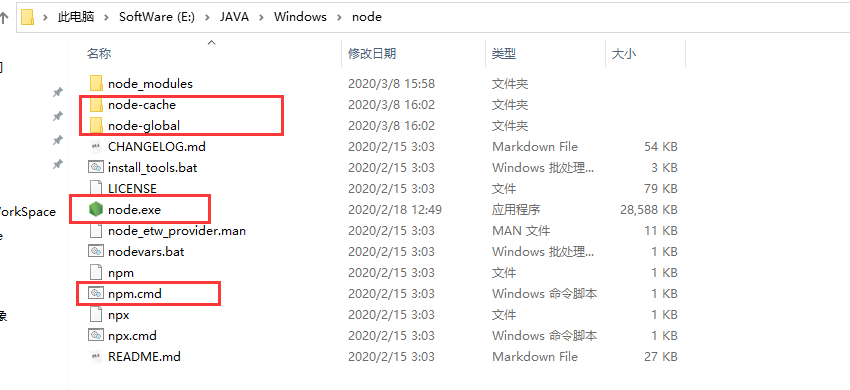 此电脑 > SoftWare (E:) > JAVA > Windows > node
名称 修改日期 类型 大小
node_modules 2020/3/8 15:58 文件夹
node-cache 2020/3/8 16:02 文件夹
node-global 2020/3/8 16:02 文件夹
CHANGELOG.md 2020/2/15 3:03 Markdown File 54 KB
install_tools.bat 2020/2/15 3:03 Windows 批处理... 3 KB
LICENSE 2020/2/15 3:03 文件 79 KB
node.exe 2020/2/18 12:49 应用程序 28,588 KB
orkSpace
node_etw_provider.man 2020/2/15 3:03 MAN 文件 11 KB
nodevars.bat 2020/2/15 3:03 Windows 批处理... 1 KB
npm 2020/2/15 3:03 文件 1 KB
npm.cmd 2020/2/15 3:03 Windows 命令脚本 1 KB
npx 2020/2/15 3:03 文件 1 KB
象
npx.cmd 2020/2/15 3:03 Windows 命令脚本 1 KB
README.md 2020/2/15 3:03 Markdown File 27 KB